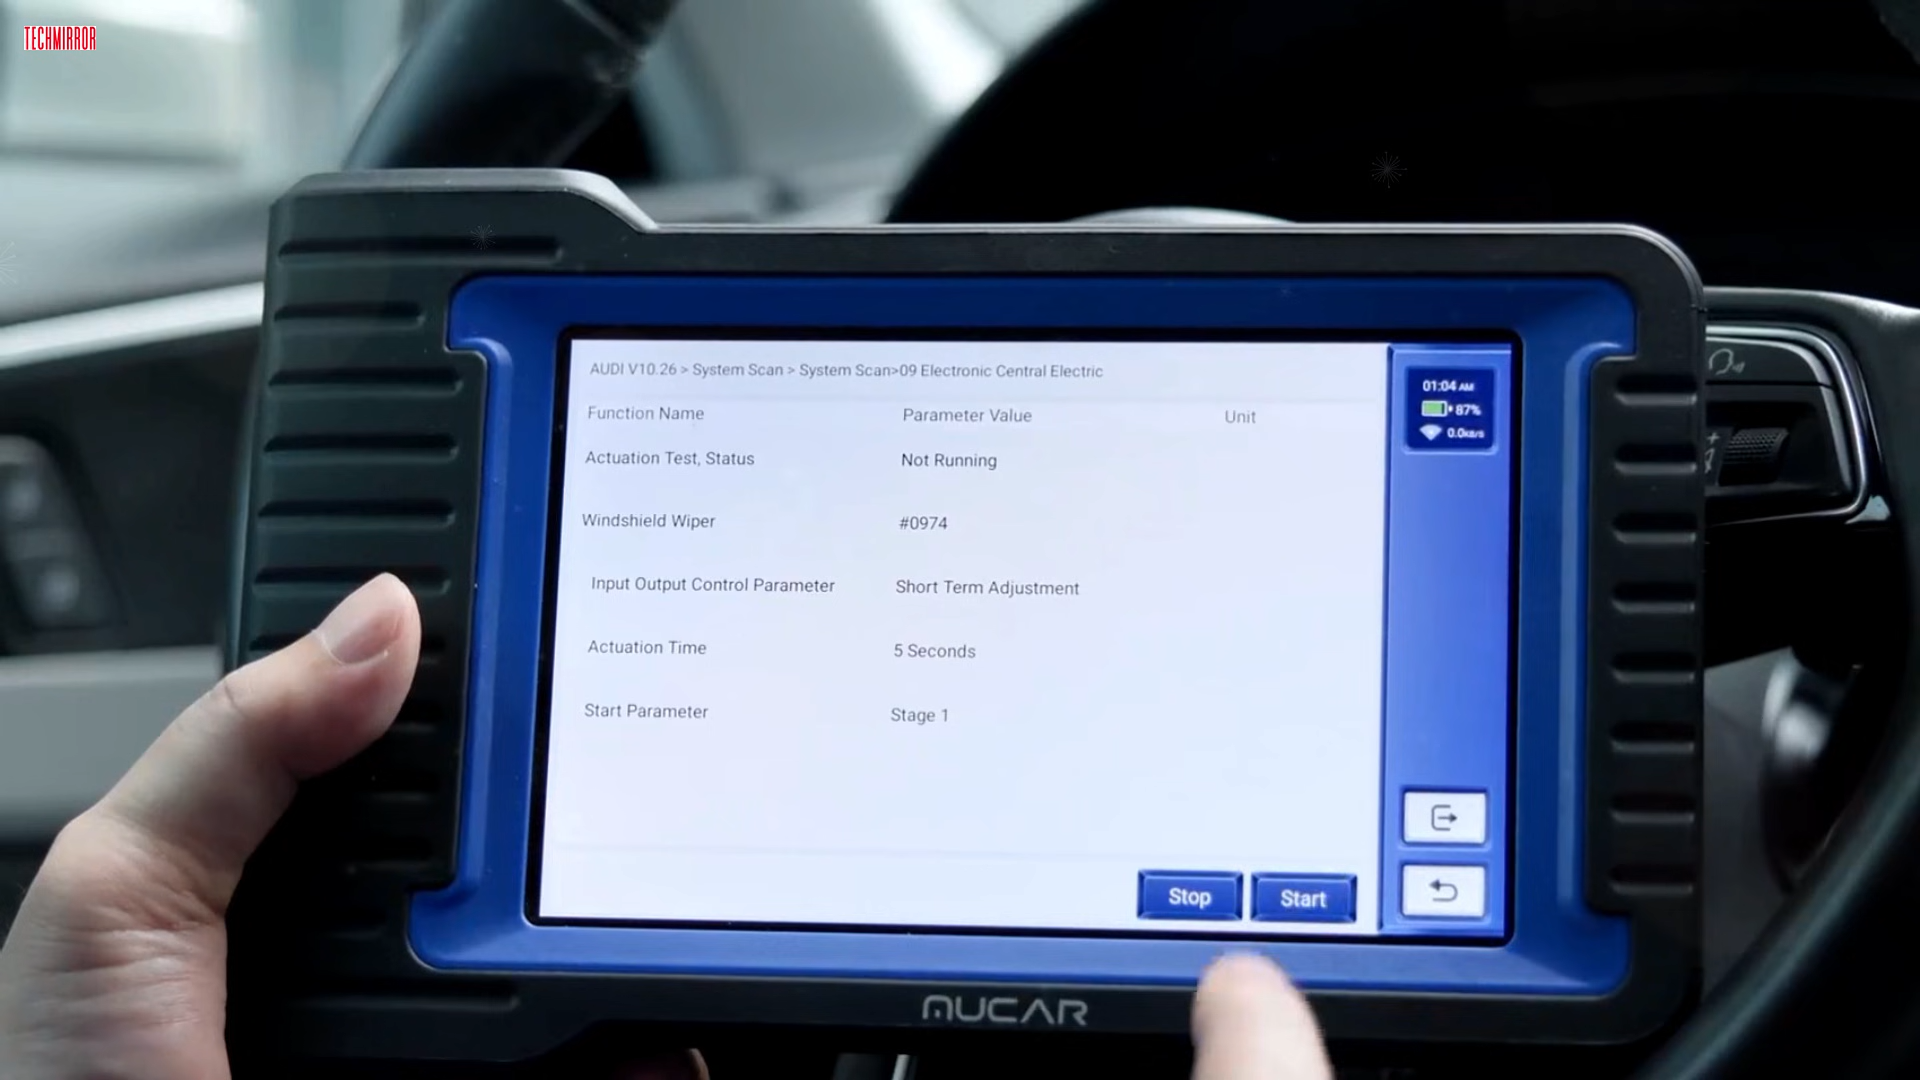 TECHMIRROR
AUDI V10.26 > System Scan > System Scan>09 Electronic Central Electric
Function Name Parameter Value Unit
Actuation Test, Status Not Running
Windshield Wiper #0974
Input Output Control Parameter Short Term Adjustment
Actuation Time 5 Seconds
Start Parameter Stage 1
01:04 AM
87%
0.0KB/s
Stop Start
MUCAR